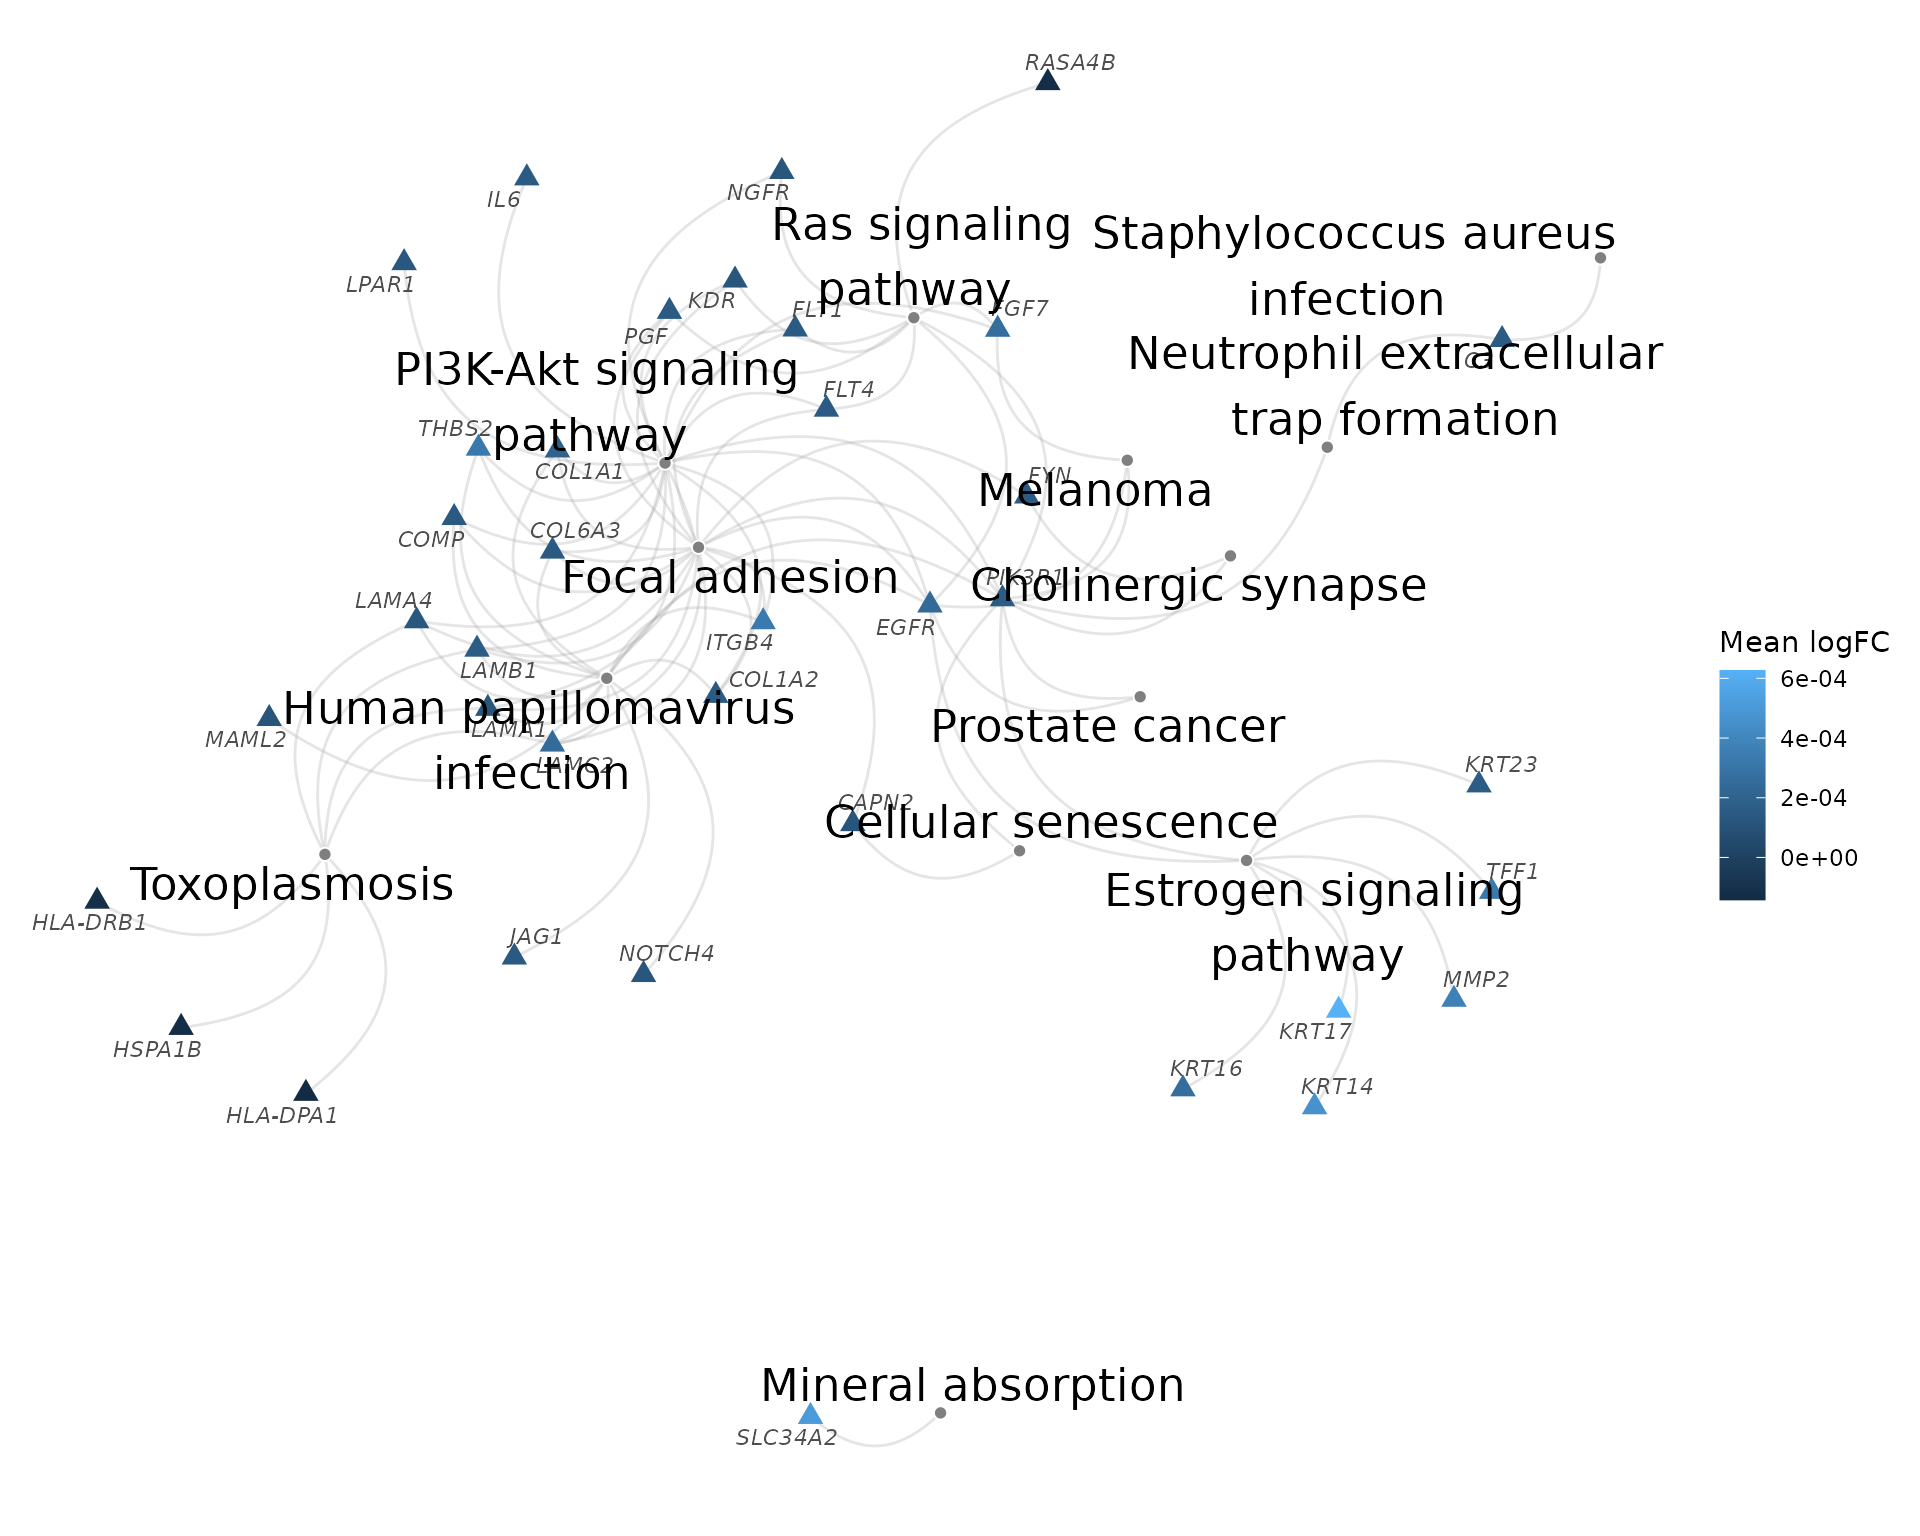 RASA4B
IL6
NGFR
Ras signaling
pathway
Staphylococcus aureus
infection
LPAR1
KDR
PGF
FLT1
FGF7
Neutrophil extracellular
trap formation
PI3K-Akt signaling
pathway
FLT4
THBS2
COL1A1
FYN
Melanoma
COMP
COL6A3
Focal adhesion
PIK3R1
Cholinergic synapse
LAMA4
EGFR
ITGB4
LAMB1
COL1A2
Human papillomavirus
infection
MAML2
LAMA1
LAMC2
Prostate cancer
CAPN2
Cellular senescence
KRT23
TFF1
Estrogen signaling
pathway
Toxoplasmosis
HLA-DRB1
JAG1
NOTCH4
MMP2
KRT17
HSPA1B
KRT16
KRT14
HLA-DPA1
Mineral absorption
SLC34A2
Mean logFC
6e-04
4e-04
2e-04
0e+00